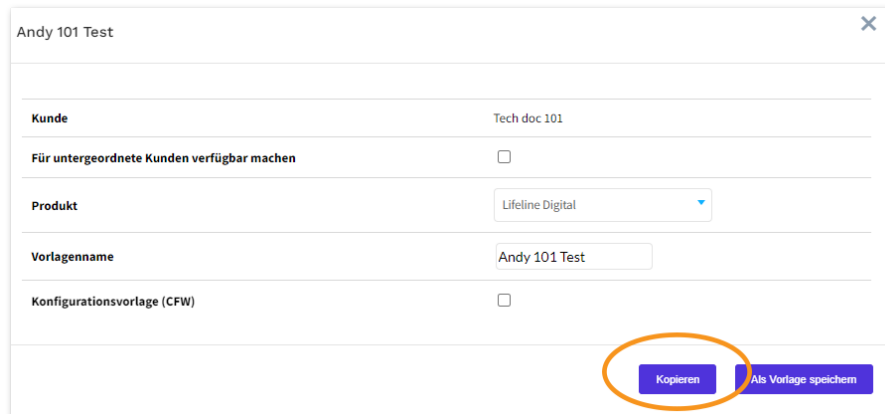 Andy 101 Test
Kunde Tech doc 101
Für untergeordnete Kunden verfügbar machen
Produkt Lifeline Digital
Vorlagenname Andy 101 Test
Konfigurationsvorlage (CFW)
Kopieren Als Vorlage speichern